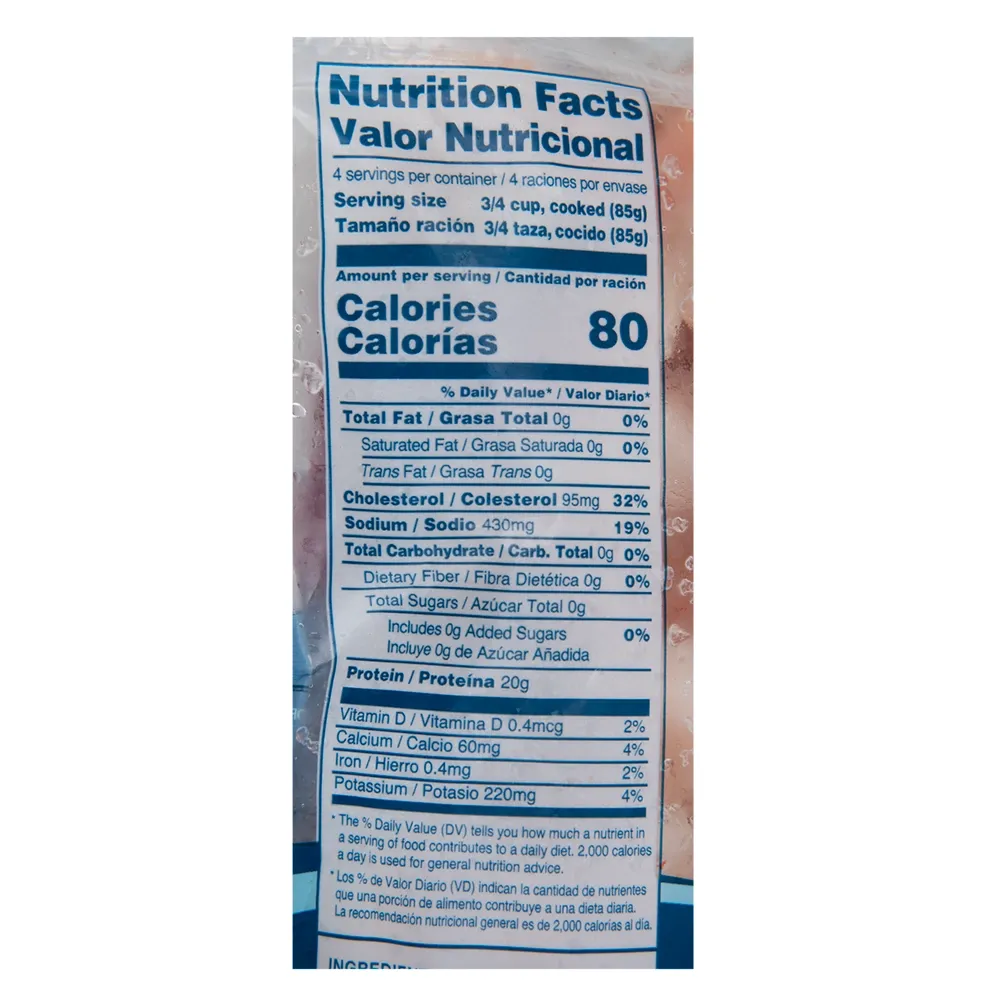 Nutrition Facts
Valor Nutricional
4 servings per container / 4 raciones por envase
Serving size 3/4 cup, cooked (85g)
Tamaño ración 3/4 taza, cocido (85g)
Amount per serving / Cantidad por ración
Calories
Calorías 80
% Daily Value* / Valor Diario*
Total Fat / Grasa Total 0g 0%
Saturated Fat / Grasa Saturada 0g 0%
Trans Fat / Grasa Trans 0g
Cholesterol / Colesterol 95mg 32%
Sodium / Sodio 430mg 19%
Total Carbohydrate / Carb. Total 0g 0%
Dietary Fiber / Fibra Dietética 0g 0%
Total Sugars / Azúcar Total 0g
Includes 0g Added Sugars 0%
Incluye 0g de Azúcar Añadida
Protein / Proteína 20g
Vitamin D / Vitamina D 0.4mcg 2%
Calcium / Calcio 60mg 4%
Iron / Hierro 0.4mg 2%
Potassium / Potasio 220mg 4%
* The % Daily Value (DV) tells you how much a nutrient in
a serving of food contributes to a daily diet. 2,000 calories
a day is used for general nutrition advice.
* Los % de Valor Diario (VD) indican la cantidad de nutrientes
que una porción de alimento contribuye a una dieta diaria.
La recomendación nutricional general es de 2,000 calorías al día.